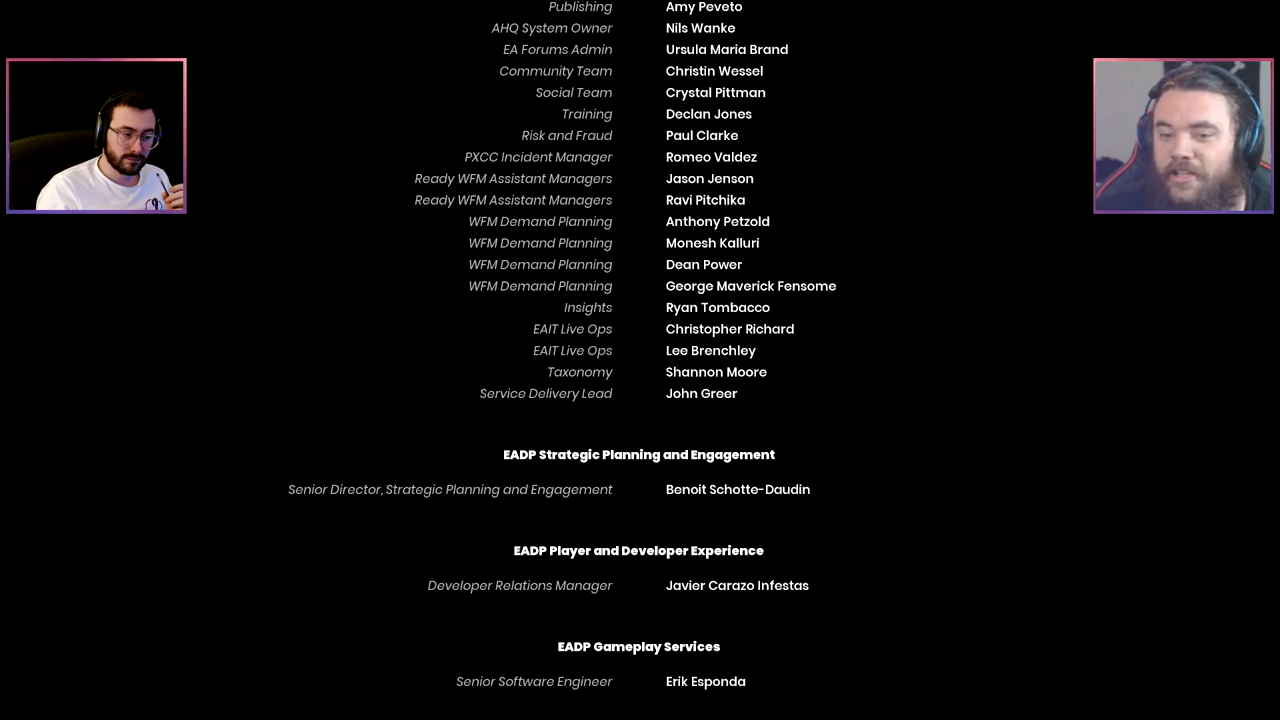 Publishing Amy Peveto
AHQ System Owner Nils Wanke
EA Forums Admin Ursula Maria Brand
Community Team Christin Wessel
Social Team Crystal Pittman
Training Declan Jones
Risk and Fraud Paul Clarke
PXCC Incident Manager Romeo Valdez
Ready WFM Assistant Managers Jason Jenson
Ready WFM Assistant Managers Ravi Pitchika
WFM Demand Planning Anthony Petzold
WFM Demand Planning Monesh Kalluri
WFM Demand Planning Dean Power
WFM Demand Planning George Maverick Fensome
Insights Ryan Tombacco
EAIT Live Ops Christopher Richard
EAIT Live Ops Lee Brenchley
Taxonomy Shannon Moore
Service Delivery Lead John Greer
EADP Strategic Planning and Engagement
Senior Director, Strategic Planning and Engagement Benoit Schotte-Daudin
EADP Player and Developer Experience
Developer Relations Manager Javier Carazo Infestas
EADP Gameplay Services
Senior Software Engineer Erik Esponda